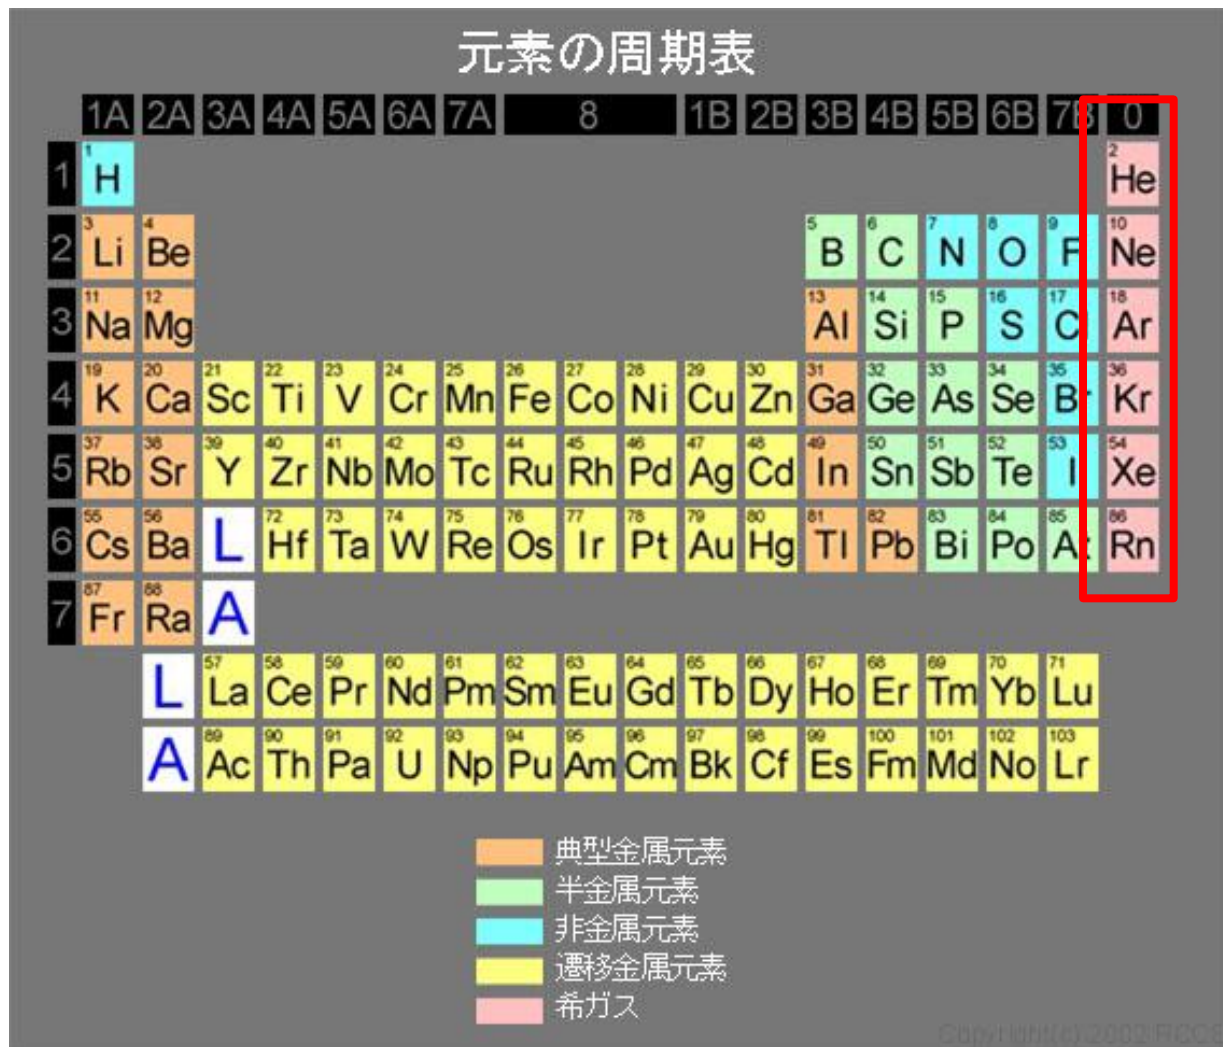 元素の周期表
1A 2A 3A 4A 5A 6A 7A 8 1B 2B 3B 4B 5B 6B 7B 0
1 1 H 2 He
2 3 Li 4 Be 5 B 6 C 7 N 8 O 9 F 10 Ne
3 11 Na 12 Mg 13 Al 14 Si 15 P 16 S 17 Cl 18 Ar
4 19 K 20 Ca 21 Sc 22 Ti 23 V 24 Cr 25 Mn 26 Fe 27 Co 28 Ni 29 Cu 30 Zn 31 Ga 32 Ge 33 As 34 Se 35 Br 36 Kr
5 37 Rb 38 Sr 39 Y 40 Zr 41 Nb 42 Mo 43 Tc 44 Ru 45 Rh 46 Pd 47 Ag 48 Cd 49 In 50 Sn 51 Sb 52 Te 53 I 54 Xe
6 55 Cs 56 Ba L 72 Hf 73 Ta 74 W 75 Re 76 Os 77 Ir 78 Pt 79 Au 80 Hg 81 Tl 82 Pb 83 Bi 84 Po 85 At 86 Rn
7 87 Fr 88 Ra A
L 57 La 58 Ce 59 Pr 60 Nd 61 Pm 62 Sm 63 Eu 64 Gd 65 Tb 66 Dy 67 Ho 68 Er 69 Tm 70 Yb 71 Lu
A 89 Ac 90 Th 91 Pa 92 U 93 Np 94 Pu 95 Am 96 Cm 97 Bk 98 Cf 99 Es 100 Fm 101 Md 102 No 103 Lr
典型金属元素
半金属元素
非金属元素
遷移金属元素
希ガス
Copyright(c) 2002